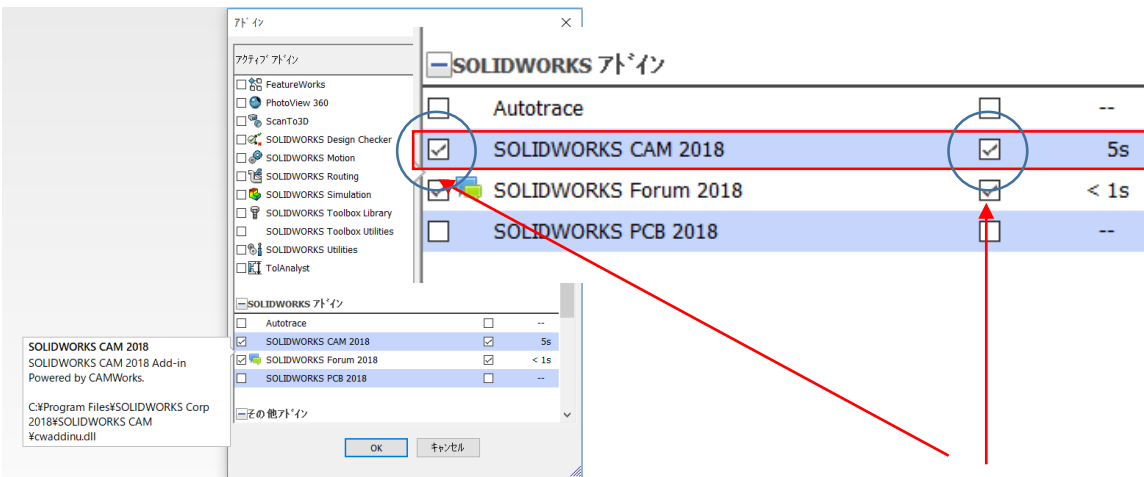 アドイン
アクティブ アドイン
FeatureWorks
PhotoView 360
ScanTo3D
SOLIDWORKS Design Checker
SOLIDWORKS Motion
SOLIDWORKS Routing
SOLIDWORKS Simulation
SOLIDWORKS Toolbox Library
SOLIDWORKS Toolbox Utilities
SOLIDWORKS Utilities
TolAnalyst
SOLIDWORKS アドイン
Autotrace --
SOLIDWORKS CAM 2018 5s
SOLIDWORKS Forum 2018 < 1s
SOLIDWORKS PCB 2018 --
その他アドイン
OK キャンセル
SOLIDWORKS CAM 2018
SOLIDWORKS CAM 2018 Add-in
Powered by CAMWorks.
C:¥Program Files¥SOLIDWORKS Corp
2018¥SOLIDWORKS CAM
¥cwaddinu.dll
SOLIDWORKS アドイン
Autotrace --
SOLIDWORKS CAM 2018 5s
SOLIDWORKS Forum 2018 < 1s
SOLIDWORKS PCB 2018 --